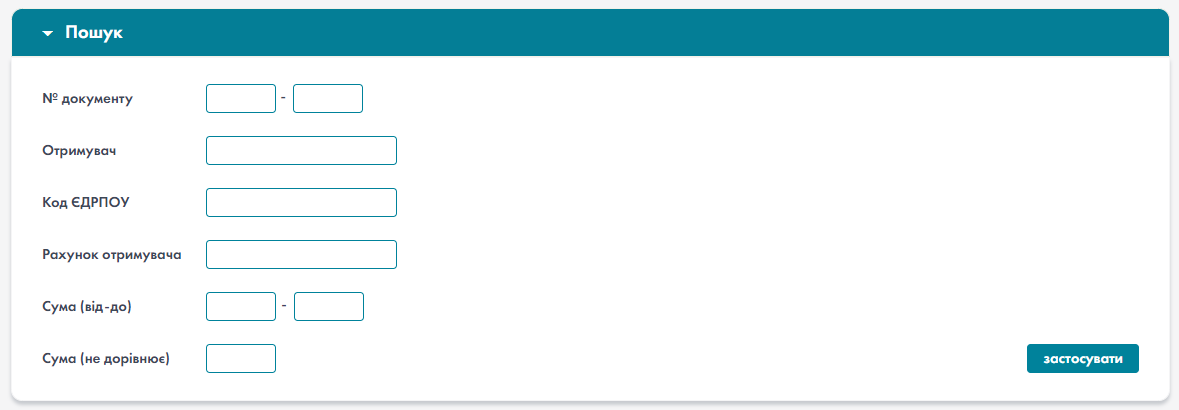 Пошук
№ документу -
Отримувач
Код ЄДРПОУ
Рахунок отримувача
Сума (від-до) -
Сума (не дорівнює)
застосувати